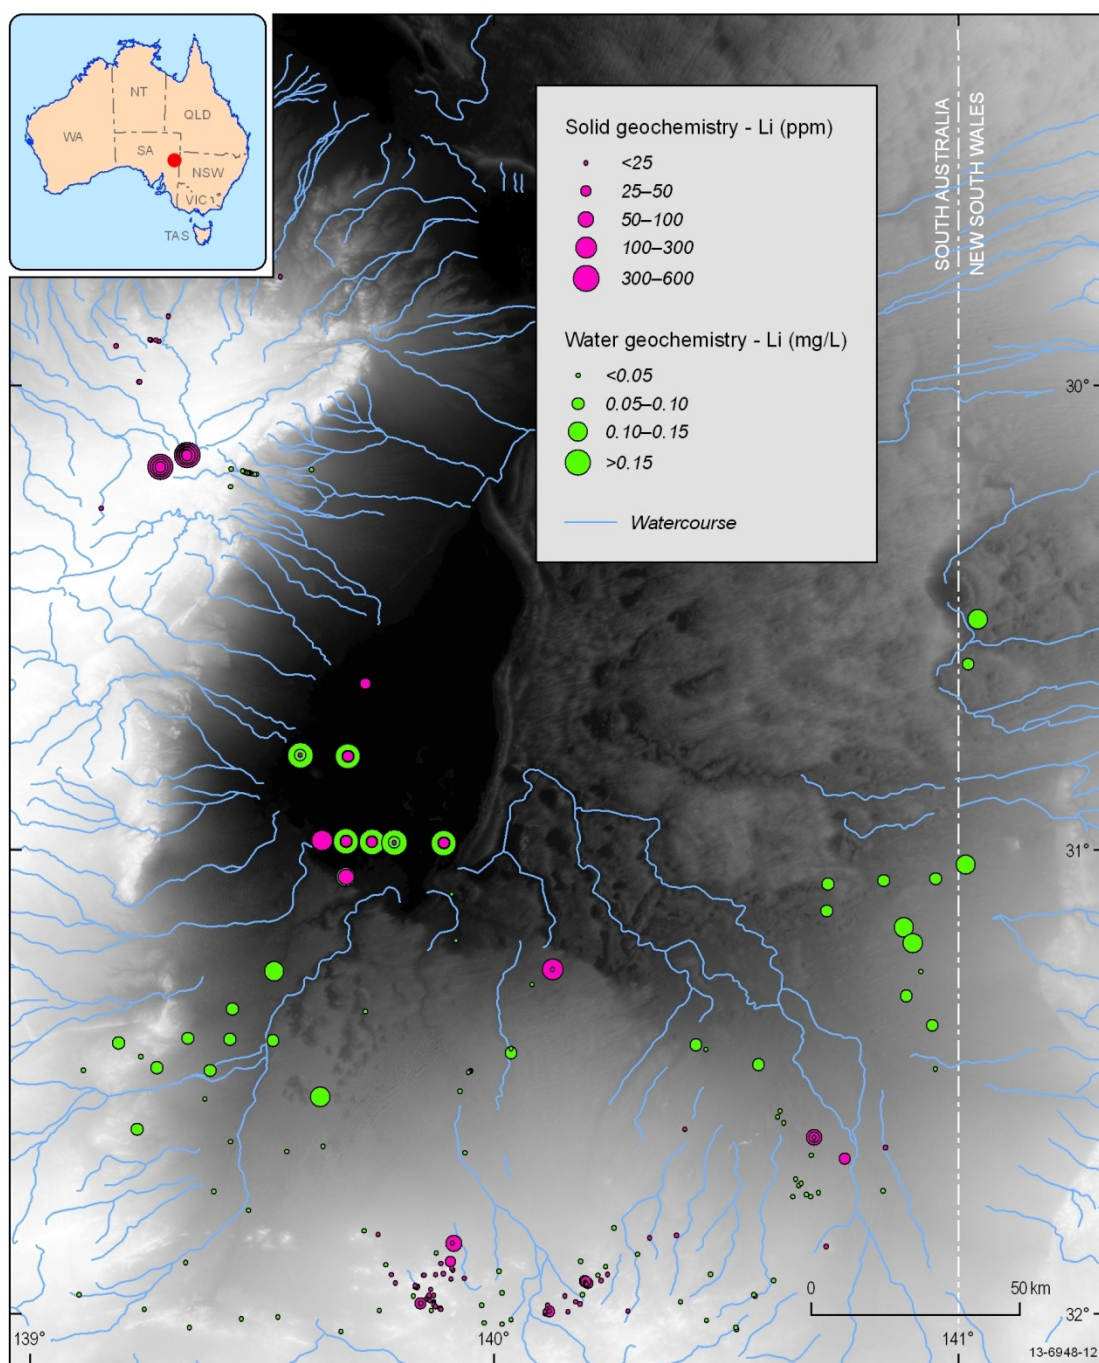 NT
QLD
WA
SA
NSW
VIC
TAS
Solid geochemistry - Li (ppm)
<25
25–50
50–100
100–300
300–600
Water geochemistry - Li (mg/L)
<0.05
0.05–0.10
0.10–0.15
>0.15
Watercourse
SOUTH AUSTRALIA
NEW SOUTH WALES
30°
31°
0 50 km
32°
139°
140°
141°
13-6948-12